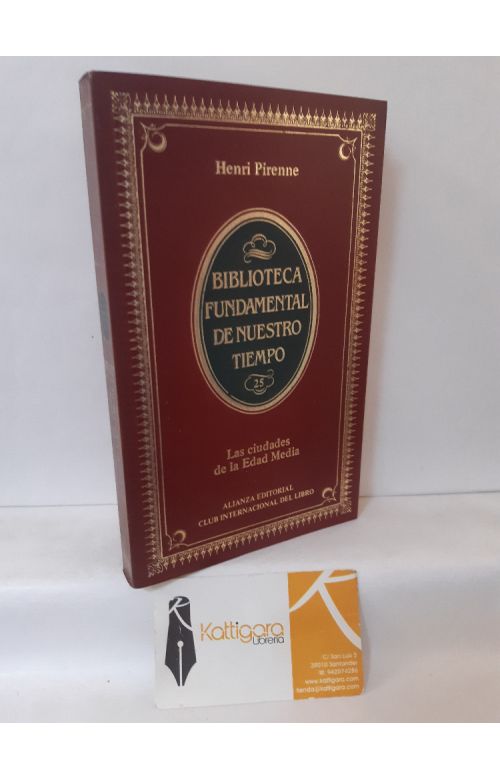 Henri Pirenne
BIBLIOTECA
FUNDAMENTAL
DE NUESTRO
TIEMPO
25
Las ciudades
de la Edad Media
ALIANZA EDITORIAL
CLUB INTERNACIONAL DEL LIBRO
Kattigara
Librería
C/ San Luis 5
39010 Santander
www.kattigara.com
tienda@kattigara.com